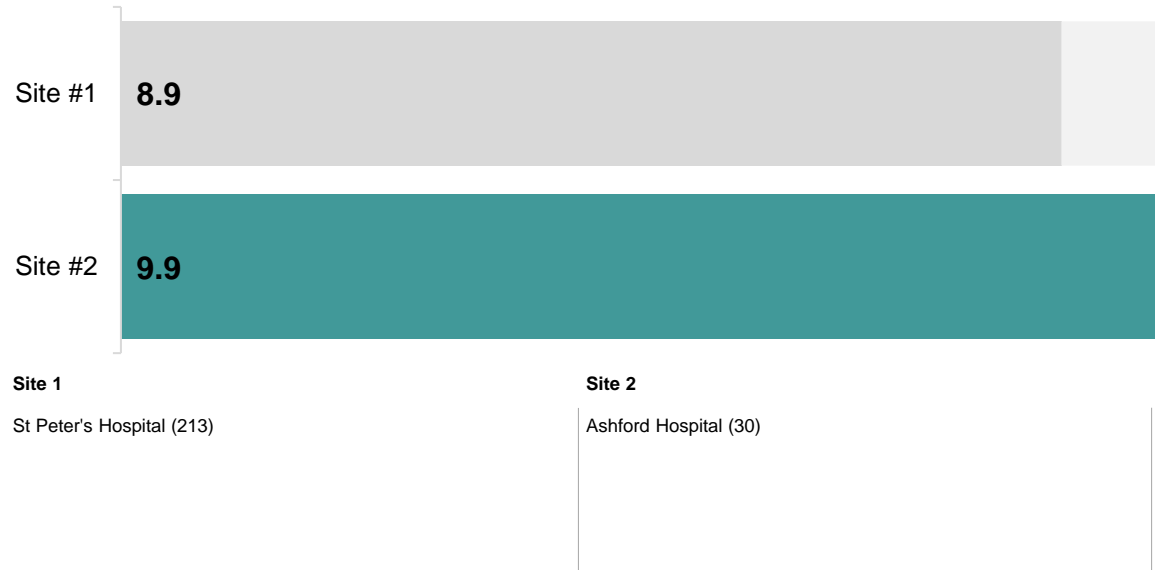 Site #1
8.9
Site #2
9.9
Site 1
Site 2
St Peter's Hospital (213)
Ashford Hospital (30)